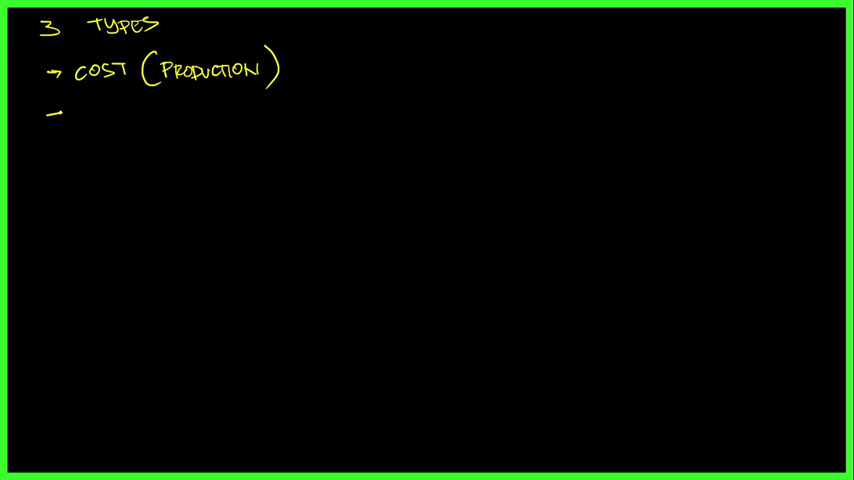 3 TYPES
→ COST (PRODUCTION)
-